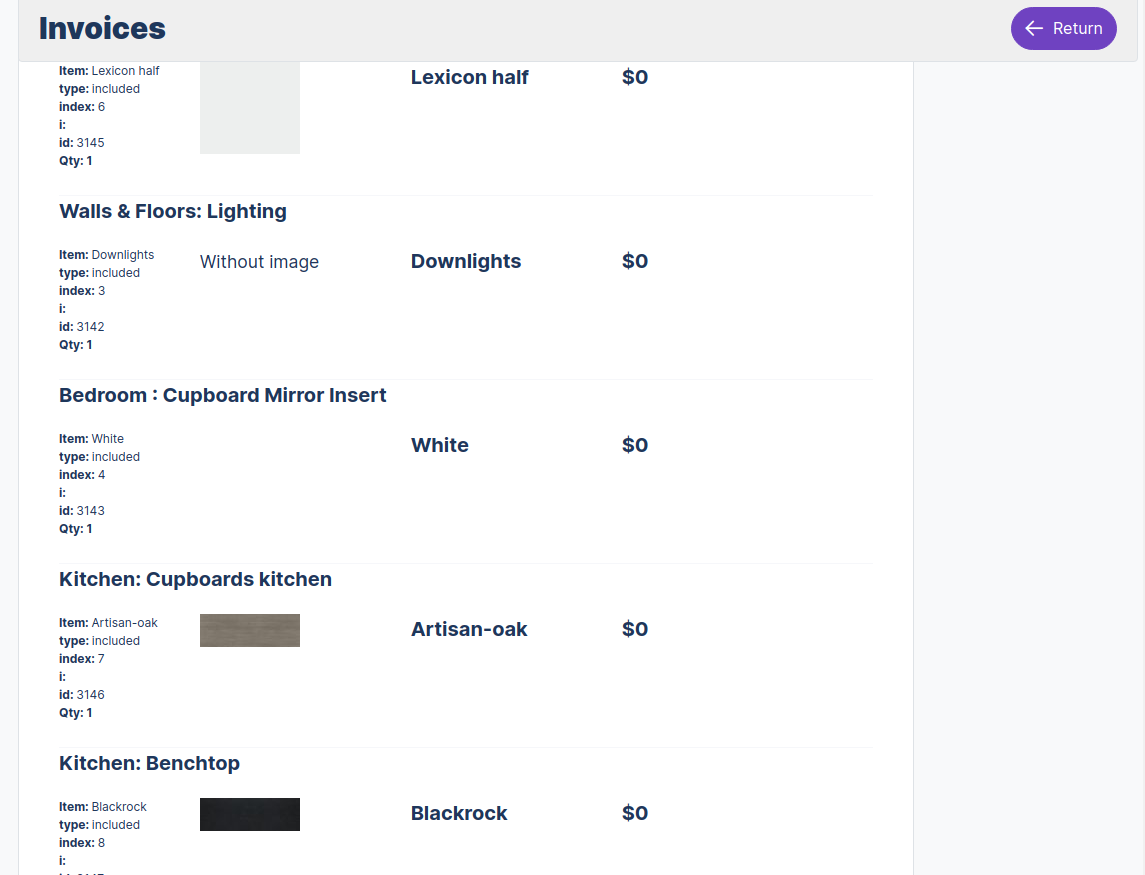 Invoices
Return
Item: Lexicon half
type: included
index: 6
i:
id: 3145
Qty: 1
Lexicon half
$0
Walls & Floors: Lighting
Item: Downlights
type: included
index: 3
i:
id: 3142
Qty: 1
Without image
Downlights
$0
Bedroom : Cupboard Mirror Insert
Item: White
type: included
index: 4
i:
id: 3143
Qty: 1
White
$0
Kitchen: Cupboards kitchen
Item: Artisan-oak
type: included
index: 7
i:
id: 3146
Qty: 1
Artisan-oak
$0
Kitchen: Benchtop
Item: Blackrock
type: included
index: 8
i:
Blackrock
$0